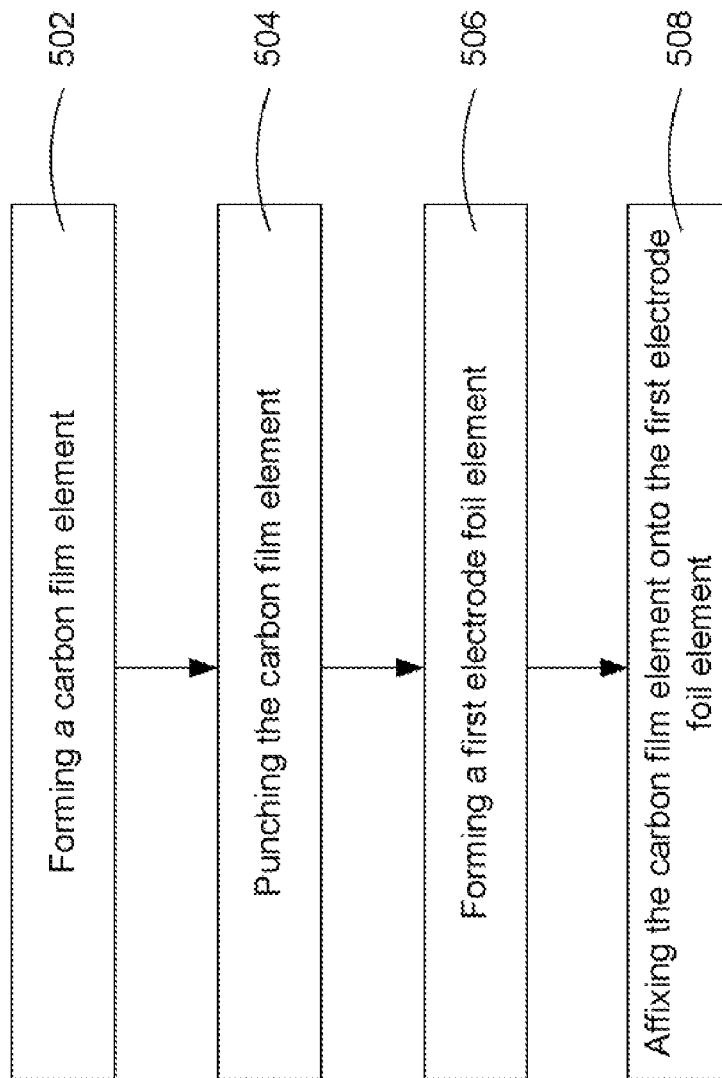 Forming a carbon film element
502
Punching the carbon film element
504
Forming a first electrode foil element
506
Affixing the carbon film element onto the first electrode
foil element
508